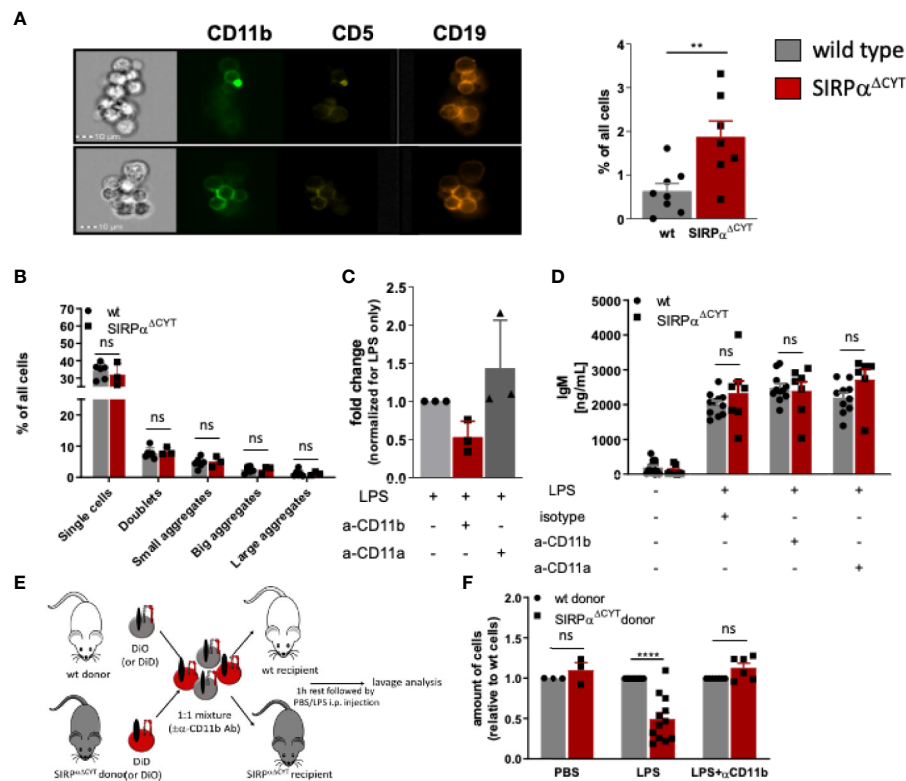 A
CD11b CD5 CD19
10 µm
10 µm
% of all cells
4
3
2
1
0
**
wt SIRPα^ΔCYT
wild type
SIRPα^ΔCYT
B
% of all cells
70
60
50
40
30
20
10
0
wt
SIRPα^ΔCYT
ns
ns
ns
ns
ns
Single cells
Doublets
Small aggregates
Big aggregates
Large aggregates
C
fold change
(normalized for LPS only)
2.5
2.0
1.5
1.0
0.5
0.0
LPS + + +
a-CD11b - + -
a-CD11a - - +
D
IgM
[ng/mL]
5000
4000
3000
2000
1000
0
wt
SIRPα^ΔCYT
ns
ns
ns
LPS - + + +
isotype - + - -
a-CD11b - - + -
a-CD11a - - - +
E
wt donor
DiO
(or DiD)
wt recipient
1:1 mixture
(±α-CD11b Ab)
1h rest followed by
PBS/LPS i.p. injection
lavage analysis
SIRPα^ΔCYT donor
DiD
(or DiO)
SIRPα^ΔCYT recipient
F
amount of cells
(relative to wt cells)
2.0
1.5
1.0
0.5
0.0
wt donor
SIRPα^ΔCYT donor
ns
****
ns
PBS LPS LPS+αCD11b